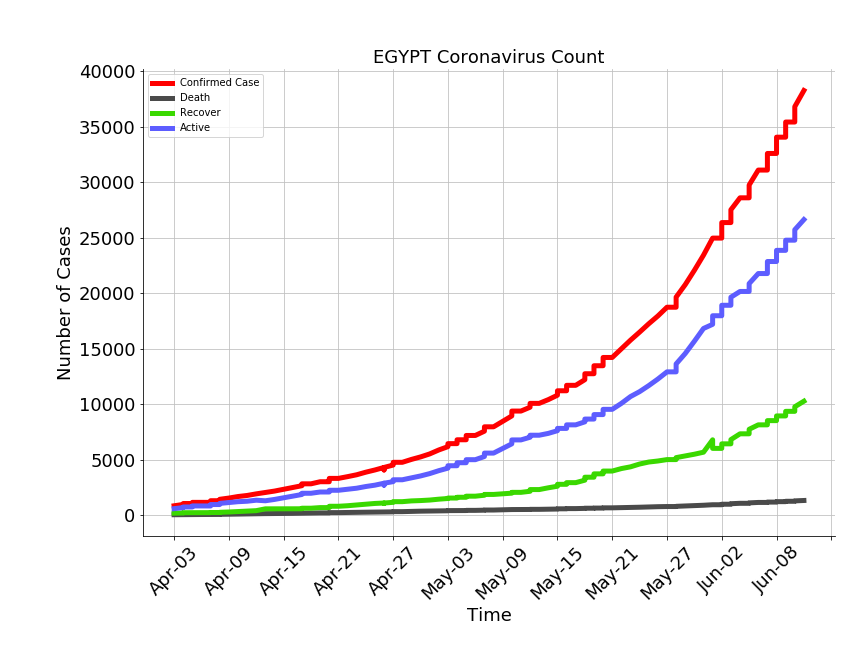 EGYPT Coronavirus Count
Confirmed Case
Death
Recover
Active
Number of Cases
40000
35000
30000
25000
20000
15000
10000
5000
0
Apr-03
Apr-09
Apr-15
Apr-21
Apr-27
May-03
May-09
May-15
May-21
May-27
Jun-02
Jun-08
Time